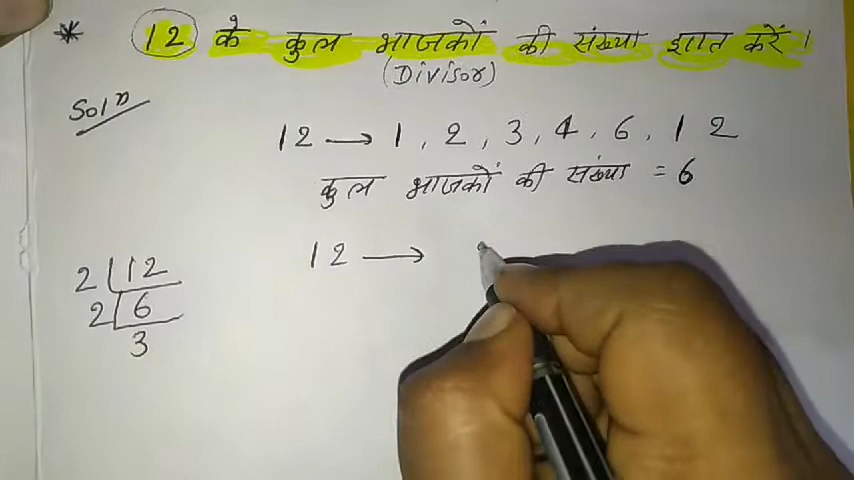 * 12 के कुल भाजकों की संख्या ज्ञात करें।
(Divisor)
Solⁿ
12 → 1, 2, 3, 4, 6, 12
कुल भाजकों की संख्या = 6
12 →
2 | 12
2 | 6
3